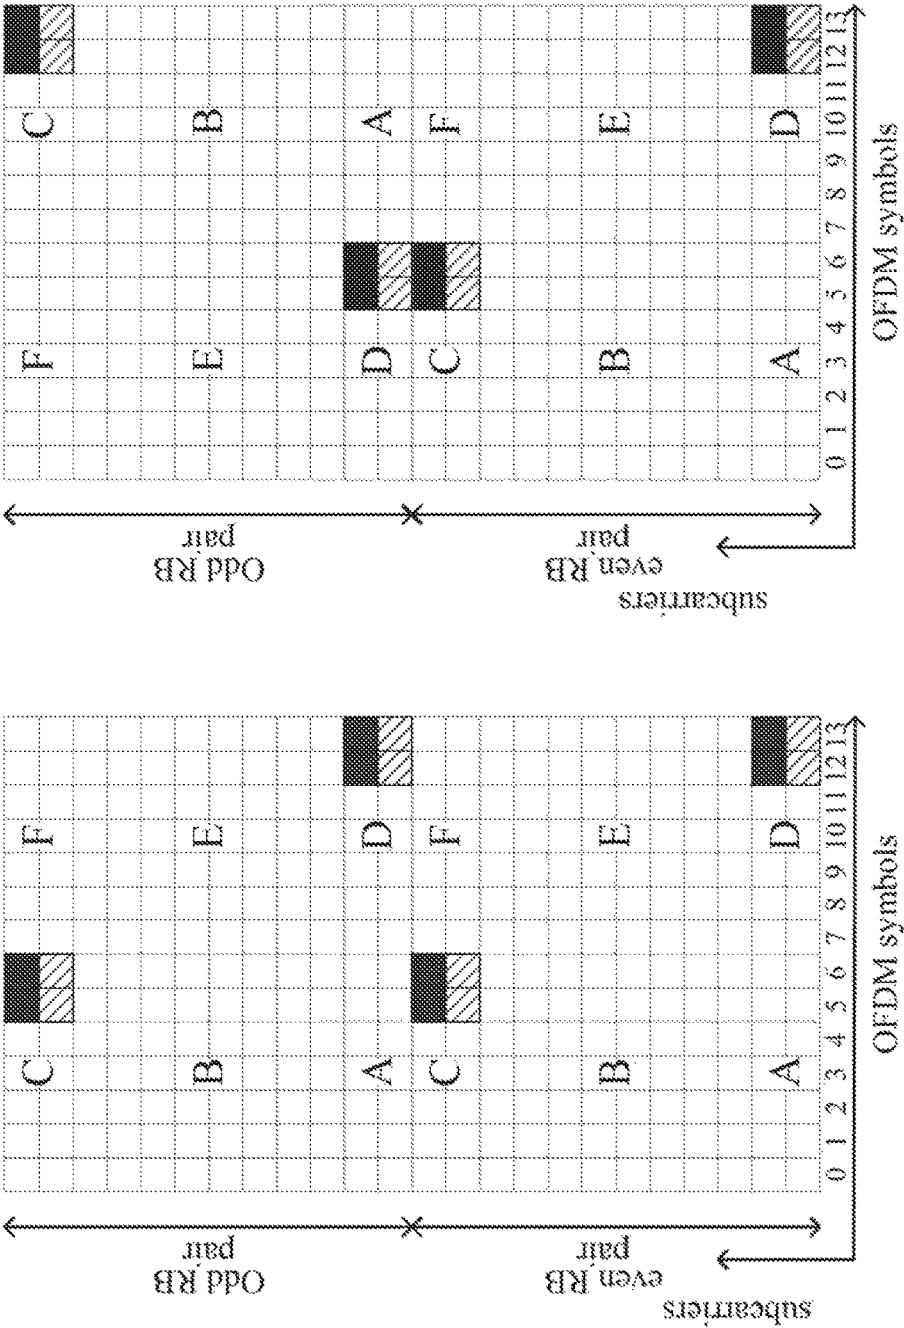 subcarriers
Odd RB
pair
even RB
pair
C F
B E
A D
C F
B E
A D
0 1 2 3 4 5 6 7 8 9 10 11 12 13
OFDM symbols
subcarriers
Odd RB
pair
even RB
pair
F C
E B
D A
C F
B E
A D
0 1 2 3 4 5 6 7 8 9 10 11 12 13
OFDM symbols